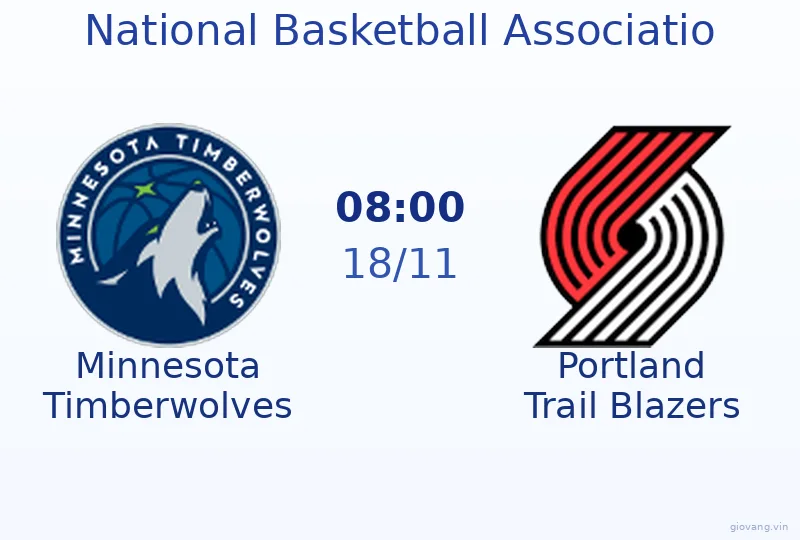 National Basketball Associatio
MINNESOTA TIMBERWOLVES
08:00
18/11
Minnesota
Timberwolves
Portland
Trail Blazers
giovang.vin